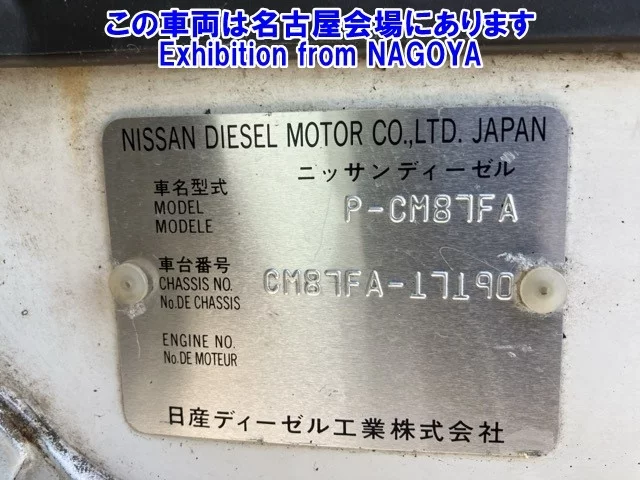 この車両は名古屋会場にあります
Exhibition from NAGOYA
NISSAN DIESEL MOTOR CO.,LTD. JAPAN
ニッサンディーゼル
車名型式
MODEL
MODELE
P-CM87FA
車台番号
CHASSIS NO.
No.DE CHASSIS
CM87FA-17190
ENGINE NO.
No.DE MOTEUR
日産ディーゼル工業株式会社